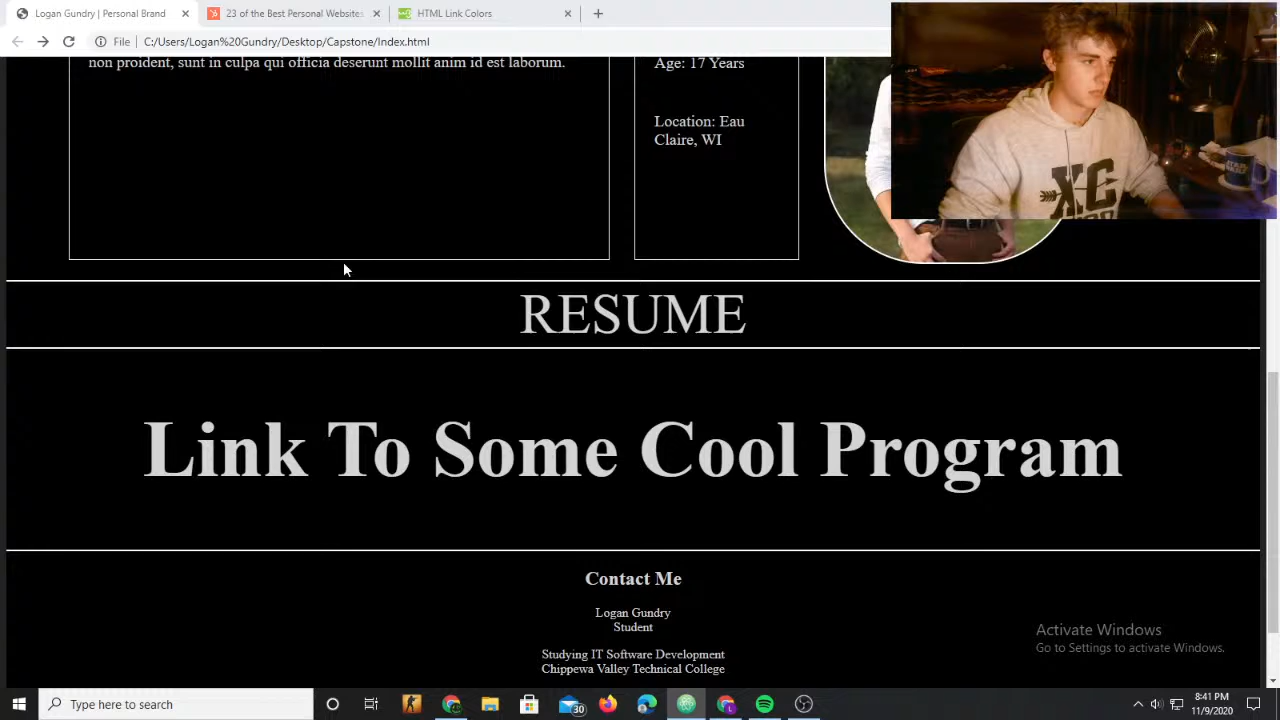 Logan Gundry | Personal Brand
23 of the Best Personal Websites
HTML Link Colors
File
C:/Users/Logan%20Gundry/Desktop/Capstone/Index.html
non proident, sunt in culpa qui officia deserunt mollit anim id est laborum.
Age: 17 Years
Location: Eau
Claire, WI
XC
RESUME
Link To Some Cool Program
Contact Me
Logan Gundry
Student
Studying IT Software Development
Chippewa Valley Technical College
Activate Windows
Go to Settings to activate Windows.
Type here to search
30
8:41 PM
11/9/2020